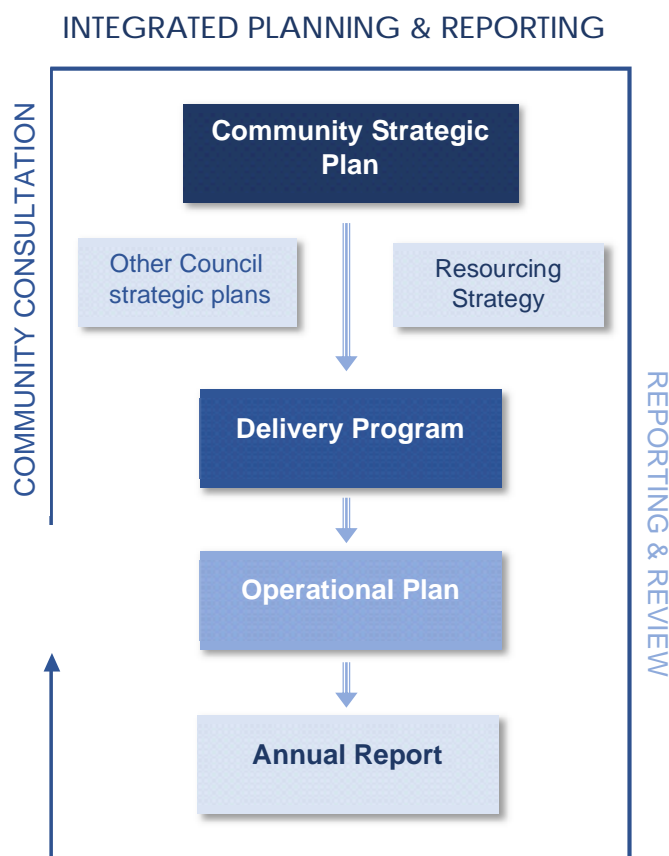 INTEGRATED PLANNING & REPORTING
COMMUNITY CONSULTATION
Community Strategic
Plan
Other Council
strategic plans
Resourcing
Strategy
Delivery Program
Operational Plan
Annual Report
REPORTING & REVIEW